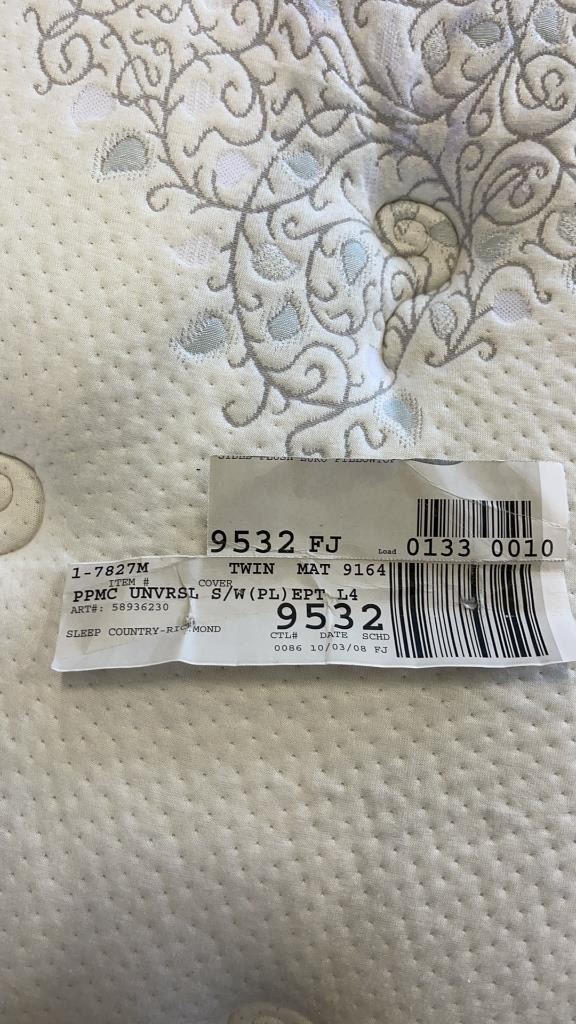 9532 FJ Load 0133 0010
1-7827M TWIN MAT 9164
ITEM # COVER
PPMC UNVRSL S/W(PL)EPT L4
ART#: 58936230
9532
SLEEP COUNTRY-RICHMOND CTL# DATE SCHD
0086 10/03/08 FJ